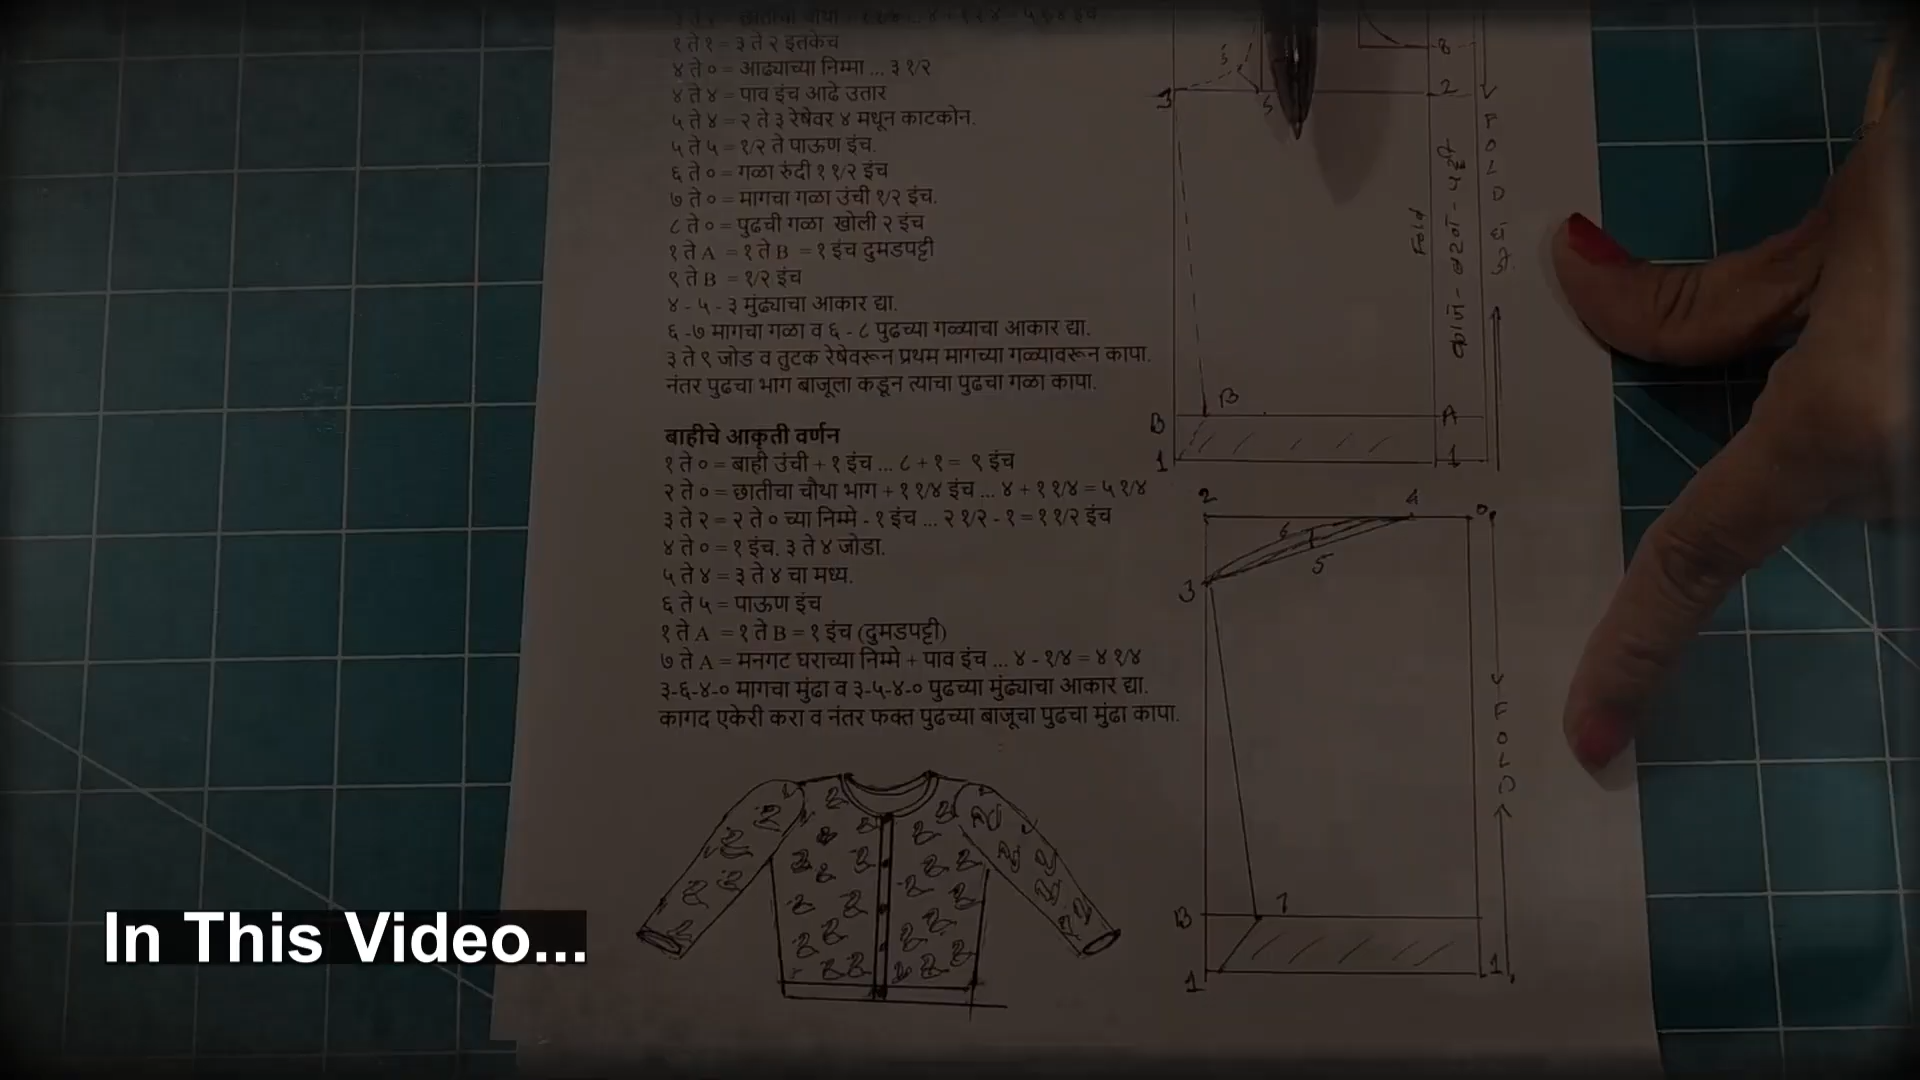 १ ते १ = ३ ते २ इतकेच
४ ते ० = आढ्याच्या निम्मा ... ३ १/२
४ ते ४ = पाव इंच आढे उतार
५ ते ४ = २ ते ३ रेषेवर ४ मधून काटकोन.
५ ते ५ = १/२ ते पाऊण इंच.
६ ते ० = गळा रुंदी १ १/२ इंच
७ ते ० = मागचा गळा उंची १/२ इंच.
८ ते ० = पुढची गळा खोली २ इंच
१ ते A = १ ते B = १ इंच दुमडपट्टी
९ ते B = १/२ इंच
४ - ५ - ३ मुंढ्याचा आकार द्या.
६ -७ मागचा गळा व ६ - ८ पुढच्या गळ्याचा आकार द्या.
३ ते ९ जोड व तुटक रेषेवरून प्रथम मागच्या गळ्यावरून कापा.
नंतर पुढचा भाग बाजूला कडून त्याचा पुढचा गळा कापा.
बाहीचे आकृती वर्णन
१ ते ० = बाही उंची + १ इंच ... ८ + १ = ९ इंच
२ ते ० = छातीचा चौथा भाग + १ १/४ इंच ... ४ + १ १/४ = ५ १/४
३ ते २ = २ ते ० च्या निम्मे - १ इंच ... २ १/२ - १ = १ १/२ इंच
४ ते ० = १ इंच. ३ ते ४ जोडा.
५ ते ४ = ३ ते ४ चा मध्य.
६ ते ५ = पाऊण इंच
१ ते A = १ ते B = १ इंच (दुमडपट्टी)
७ ते A = मनगट घराच्या निम्मे + पाव इंच ... ४ - १/४ = ४ १/४
३-६-४-० मागचा मुंढा व ३-५-४-० पुढच्या मुंढ्याचा आकार द्या.
कागद एकेरी करा व नंतर फक्त पुढच्या बाजूचा पुढचा मुंढा कापा.
8
3 5 2
Fold
काज - बटन - पट्टी
FOLD
B B A
1 1
2 4 0
6
5
3
FOLD
B 7
1 1
In This Video...